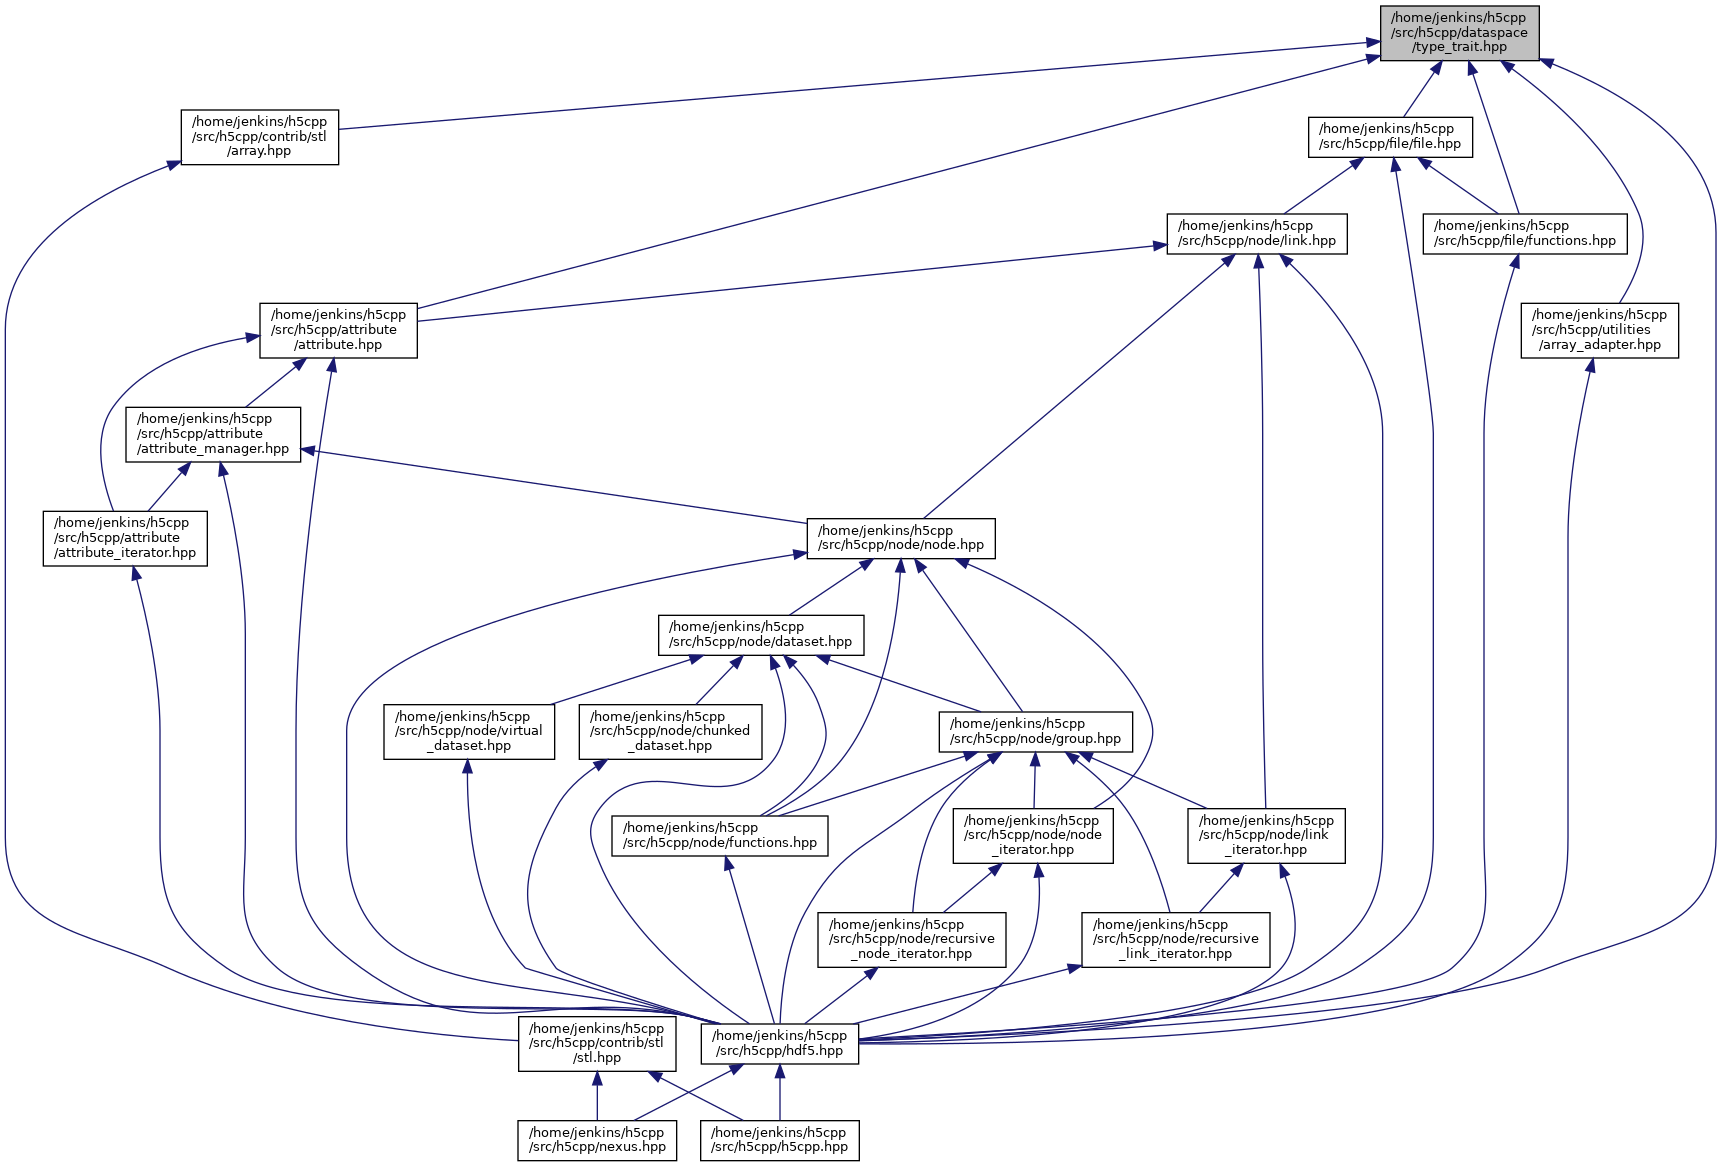 /home/jenkins/h5cpp
/src/h5cpp/dataspace
/type_trait.hpp
/home/jenkins/h5cpp
/src/h5cpp/contrib/stl
/array.hpp
/home/jenkins/h5cpp
/src/h5cpp/file/file.hpp
/home/jenkins/h5cpp
/src/h5cpp/node/link.hpp
/home/jenkins/h5cpp
/src/h5cpp/file/functions.hpp
/home/jenkins/h5cpp
/src/h5cpp/attribute
/attribute.hpp
/home/jenkins/h5cpp
/src/h5cpp/utilities
/array_adapter.hpp
/home/jenkins/h5cpp
/src/h5cpp/attribute
/attribute_manager.hpp
/home/jenkins/h5cpp
/src/h5cpp/attribute
/attribute_iterator.hpp
/home/jenkins/h5cpp
/src/h5cpp/node/node.hpp
/home/jenkins/h5cpp
/src/h5cpp/node/dataset.hpp
/home/jenkins/h5cpp
/src/h5cpp/node/virtual
_dataset.hpp
/home/jenkins/h5cpp
/src/h5cpp/node/chunked
_dataset.hpp
/home/jenkins/h5cpp
/src/h5cpp/node/group.hpp
/home/jenkins/h5cpp
/src/h5cpp/node/functions.hpp
/home/jenkins/h5cpp
/src/h5cpp/node/node
_iterator.hpp
/home/jenkins/h5cpp
/src/h5cpp/node/link
_iterator.hpp
/home/jenkins/h5cpp
/src/h5cpp/node/recursive
_node_iterator.hpp
/home/jenkins/h5cpp
/src/h5cpp/node/recursive
_link_iterator.hpp
/home/jenkins/h5cpp
/src/h5cpp/contrib/stl
/stl.hpp
/home/jenkins/h5cpp
/src/h5cpp/hdf5.hpp
/home/jenkins/h5cpp
/src/h5cpp/nexus.hpp
/home/jenkins/h5cpp
/src/h5cpp/h5cpp.hpp